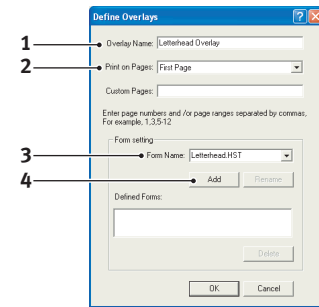 Define Overlays
1
Overlay Name: Letterhead Overlay
2
Print on Pages: First Page
Custom Pages:
Enter page numbers and /or page ranges separated by commas,
For example, 1,3,5-12
Form setting
3
Form Name: Letterhead.HST
4
Add Rename
Defined Forms:
Delete
OK Cancel